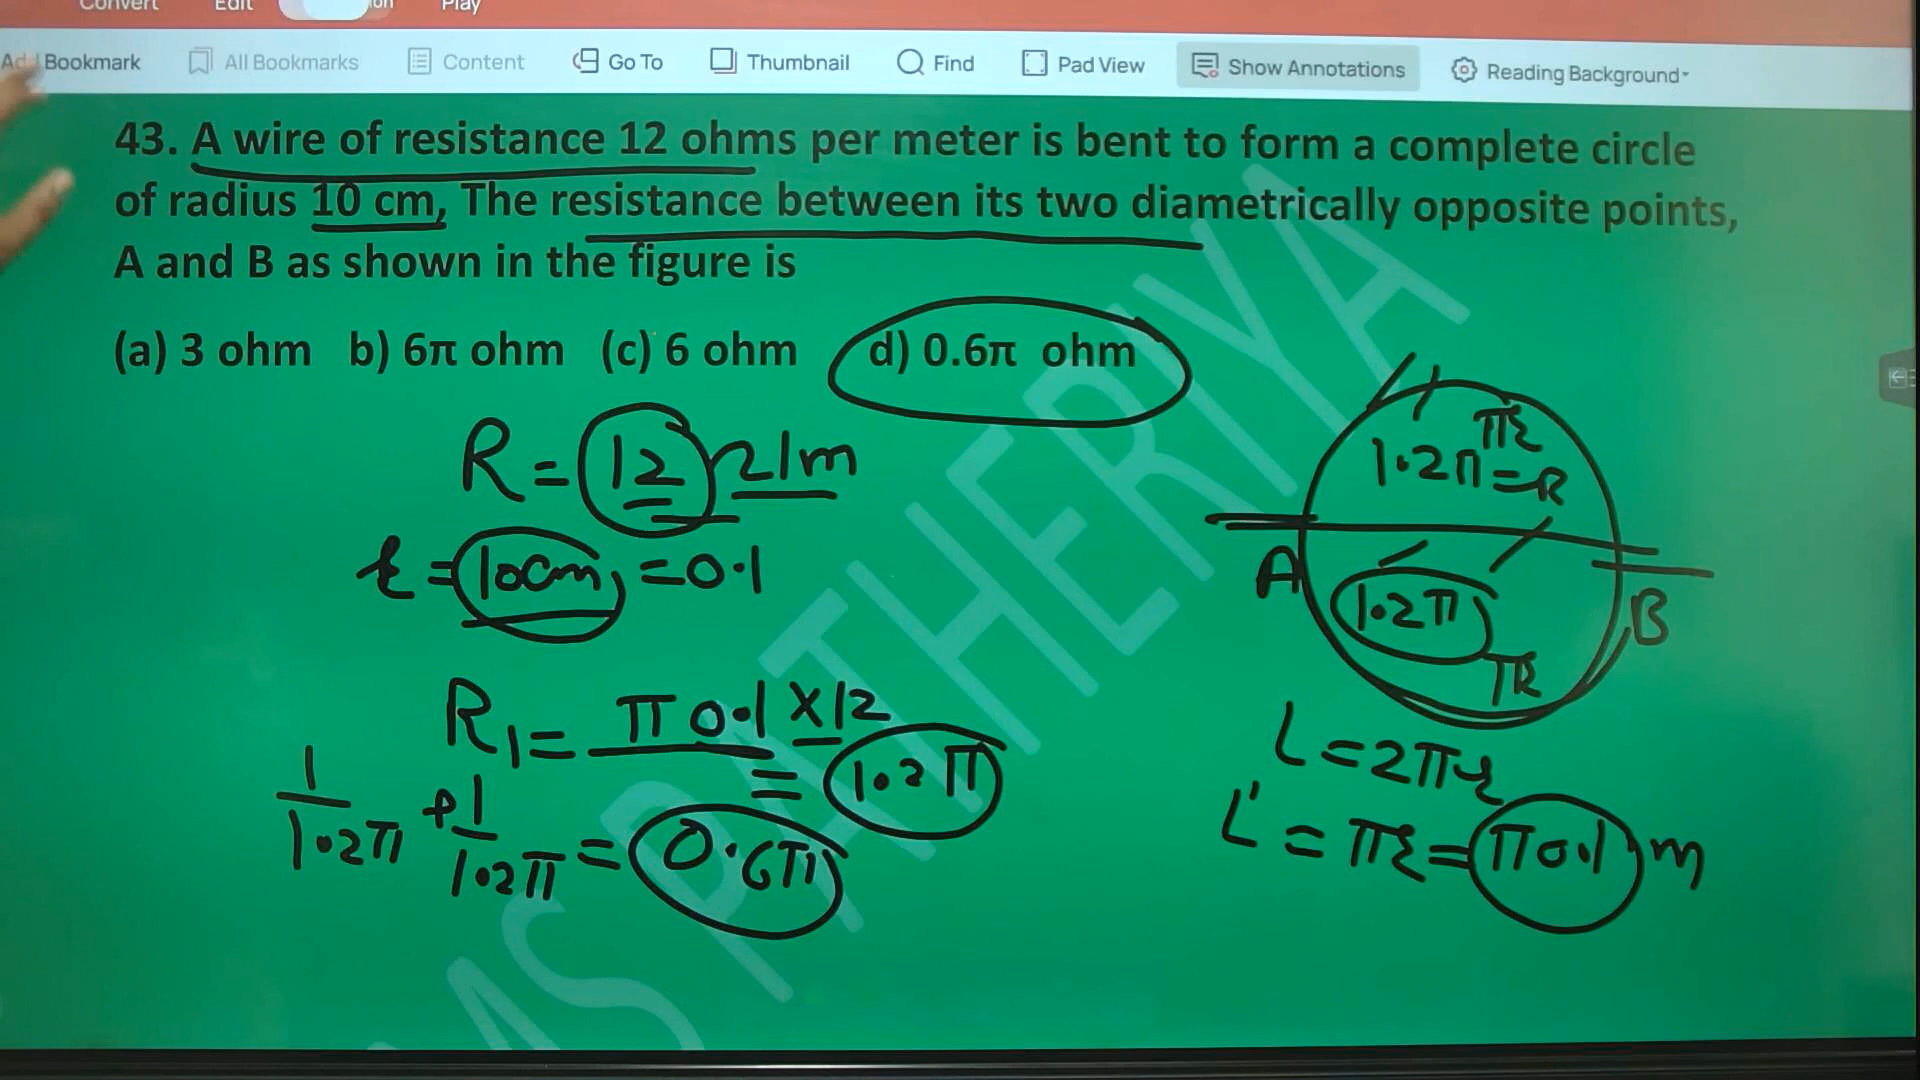 Convert Edit Play
Add Bookmark All Bookmarks Content Go To Thumbnail Find Pad View Show Annotations Reading Background
43. A wire of resistance 12 ohms per meter is bent to form a complete circle
of radius 10 cm, The resistance between its two diametrically opposite points,
A and B as shown in the figure is
(a) 3 ohm b) 6π ohm (c) 6 ohm d) 0.6π ohm
R = 12 Ω/m
r = 10cm = 0.1
πr
1.2π = R
A
B
1.2π
πr
R₁ = π 0.1 × 12
= 1.2π
1/1.2π + 1/1.2π = 0.6π
L = 2πr
L' = πr = π0.1 m
MS PATHERIYA